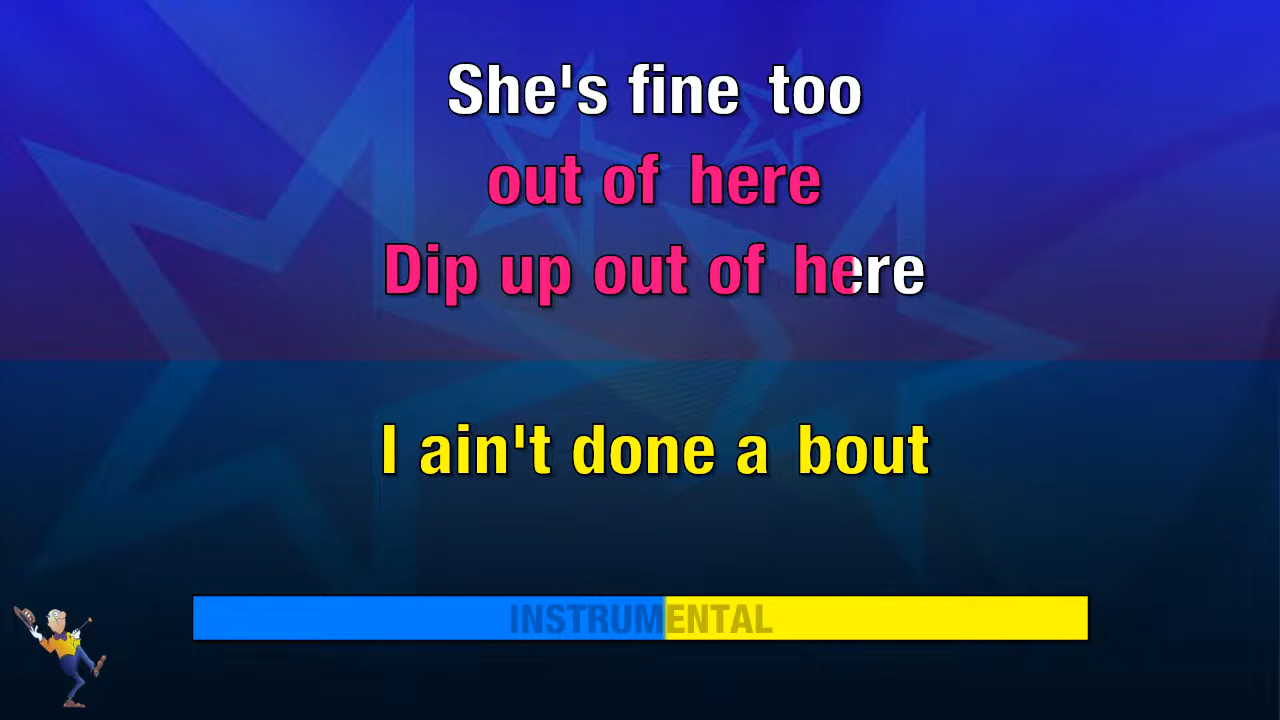 She's fine too
out of here
Dip up out of here
I ain't done a bout
INSTRUMENTAL